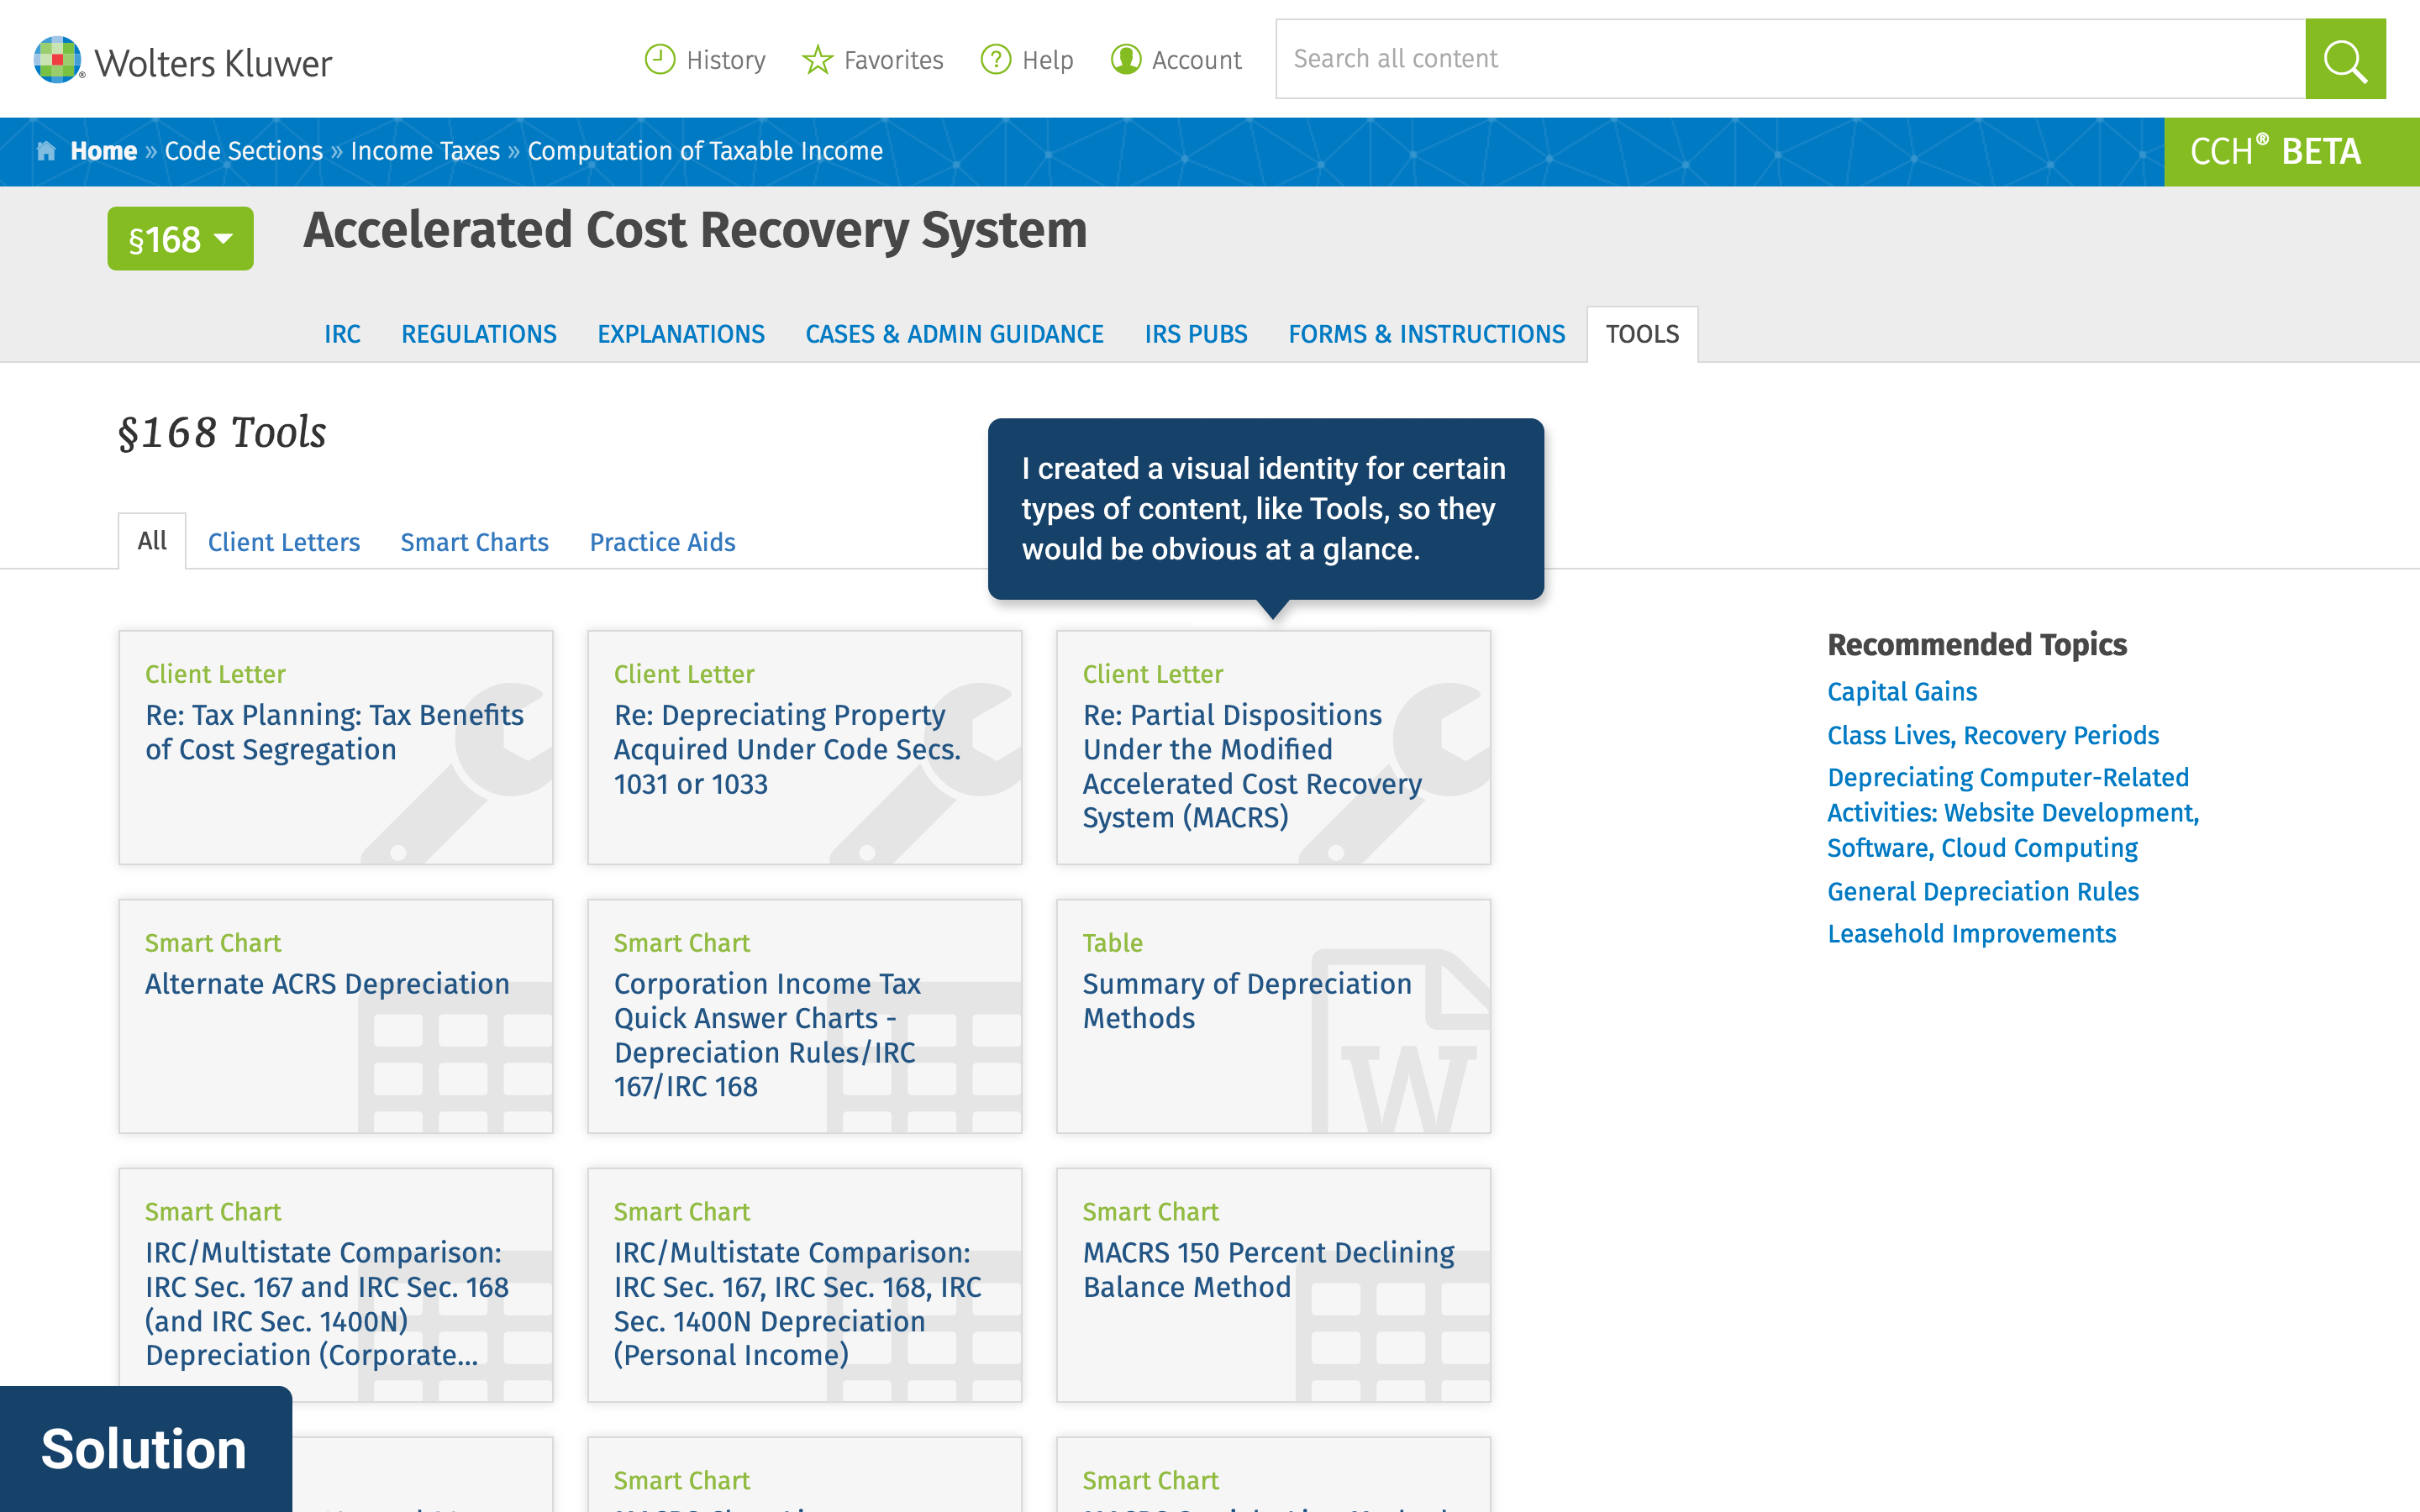 Wolters Kluwer
History
Favorites
Help
Account
Search all content
Home » Code Sections » Income Taxes » Computation of Taxable Income
CCH® BETA
§168
Accelerated Cost Recovery System
IRC
REGULATIONS
EXPLANATIONS
CASES & ADMIN GUIDANCE
IRS PUBS
FORMS & INSTRUCTIONS
TOOLS
§168 Tools
I created a visual identity for certain
types of content, like Tools, so they
would be obvious at a glance.
All
Client Letters
Smart Charts
Practice Aids
Client Letter
Re: Tax Planning: Tax Benefits
of Cost Segregation
Client Letter
Re: Depreciating Property
Acquired Under Code Secs.
1031 or 1033
Client Letter
Re: Partial Dispositions
Under the Modified
Accelerated Cost Recovery
System (MACRS)
Recommended Topics
Capital Gains
Class Lives, Recovery Periods
Depreciating Computer-Related
Activities: Website Development,
Software, Cloud Computing
General Depreciation Rules
Leasehold Improvements
Smart Chart
Alternate ACRS Depreciation
Smart Chart
Corporation Income Tax
Quick Answer Charts -
Depreciation Rules/IRC
167/IRC 168
Table
Summary of Depreciation
Methods
W
Smart Chart
IRC/Multistate Comparison:
IRC Sec. 167 and IRC Sec. 168
(and IRC Sec. 1400N)
Depreciation (Corporate...
Smart Chart
IRC/Multistate Comparison:
IRC Sec. 167, IRC Sec. 168, IRC
Sec. 1400N Depreciation
(Personal Income)
Smart Chart
MACRS 150 Percent Declining
Balance Method
Solution
Smart Chart
Smart Chart